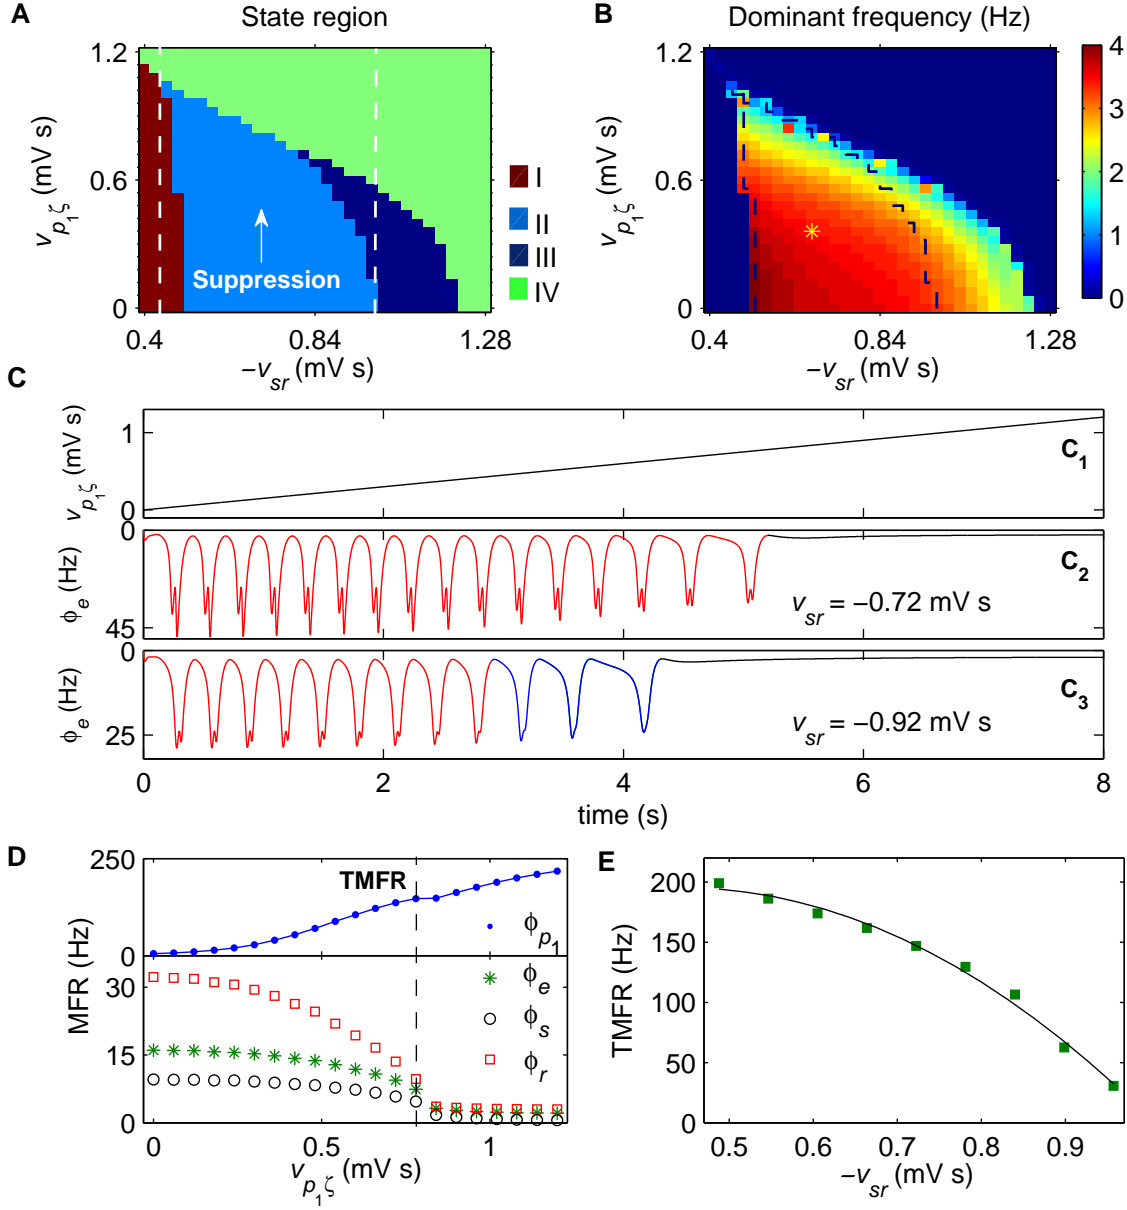 A State region
1.2
0.6
0
v_{p_1ζ} (mV s)
0.4 0.84 1.28
−v_{sr} (mV s)
Suppression
I
II
III
IV
B Dominant frequency (Hz)
1.2
0.6
0
v_{p_1ζ} (mV s)
0.4 0.84 1.28
−v_{sr} (mV s)
4
3
2
1
0
C
1
0
v_{p_1ζ} (mV s)
C_1
0
45
ϕ_e (Hz)
C_2
v_{sr} = −0.72 mV s
0
25
ϕ_e (Hz)
C_3
v_{sr} = −0.92 mV s
0 2 4 6 8
time (s)
D
250
0
TMFR
ϕ_{p_1}
30
15
0
MFR (Hz)
ϕ_e
ϕ_s
ϕ_r
0 0.5 1
v_{p_1ζ} (mV s)
E
200
150
100
50
0
TMFR (Hz)
0.5 0.6 0.7 0.8 0.9
−v_{sr} (mV s)